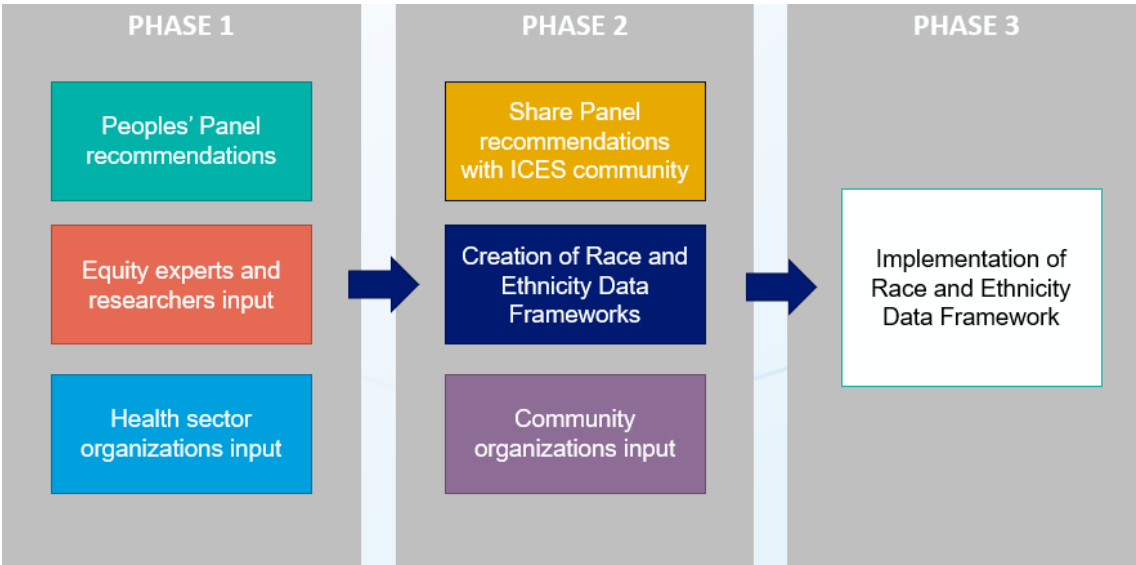 PHASE 1
Peoples’ Panel
recommendations
Equity experts and
researchers input
Health sector
organizations input
PHASE 2
Share Panel
recommendations
with ICES community
Creation of Race and
Ethnicity Data
Frameworks
Community
organizations input
PHASE 3
Implementation of
Race and Ethnicity
Data Framework